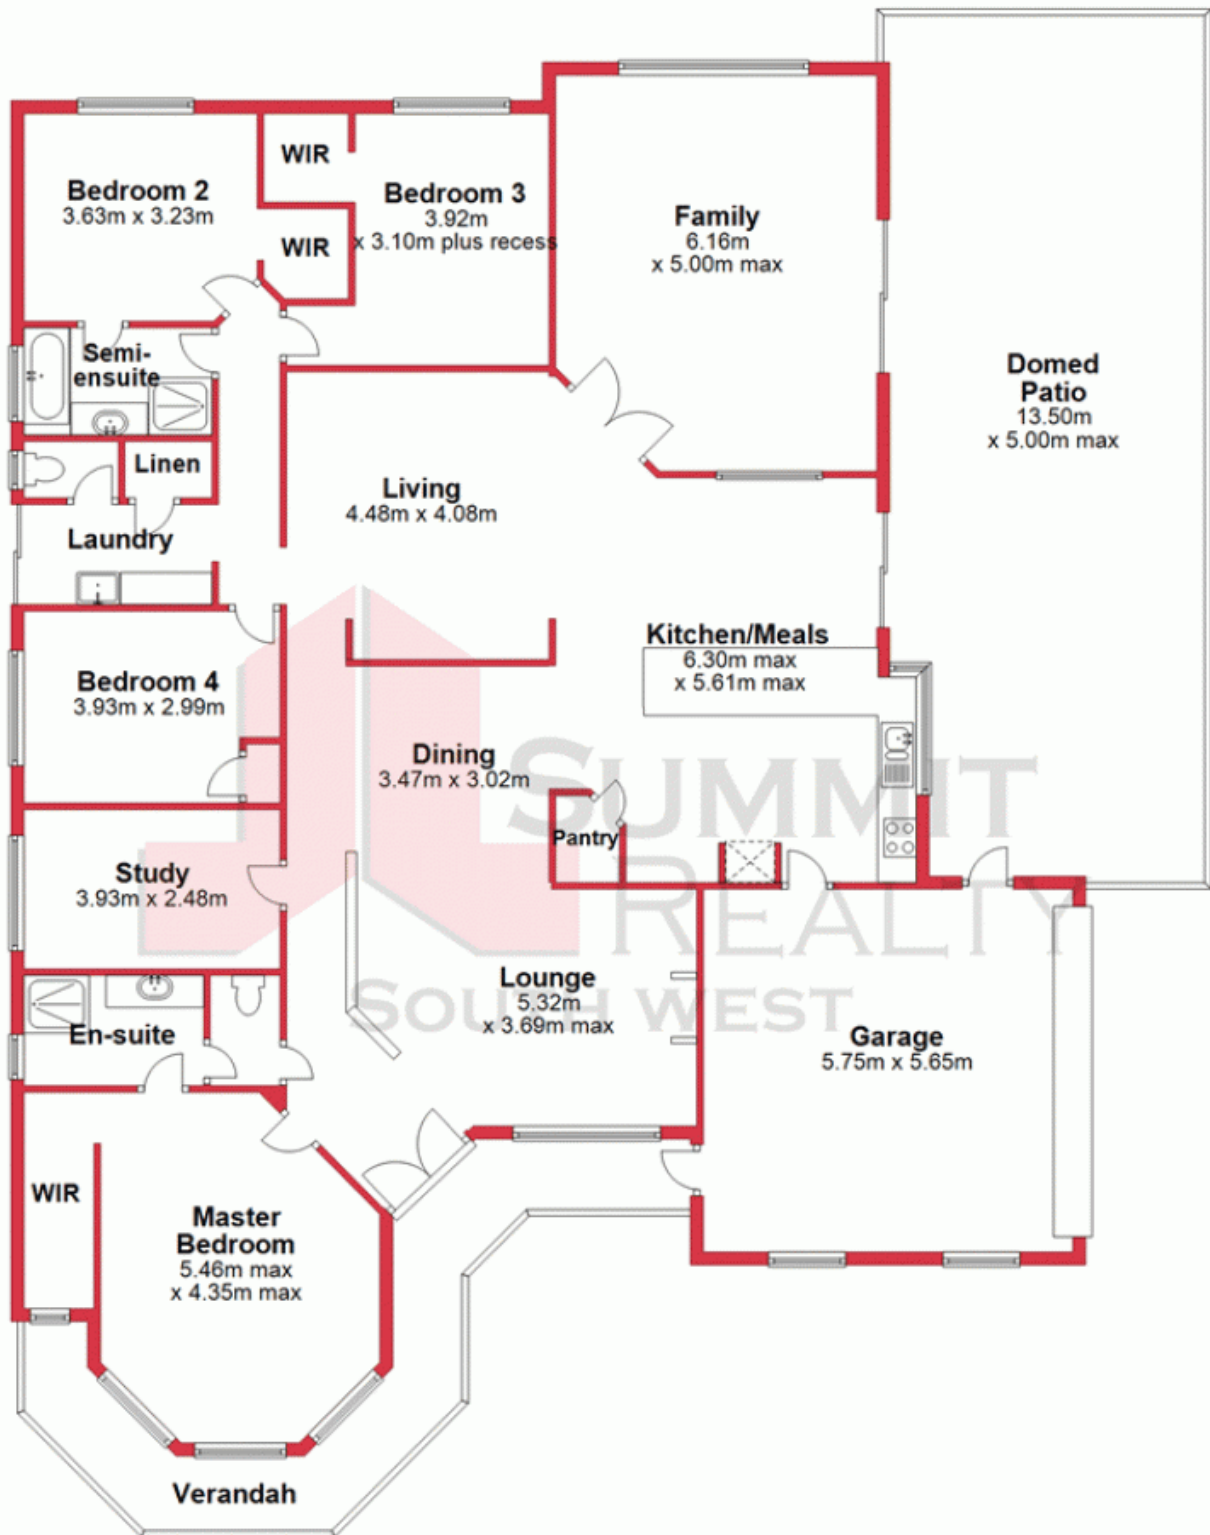 WIR
Bedroom 2
3.63m x 3.23m
Bedroom 3
3.92m
x 3.10m plus recess
WIR
Family
6.16m
x 5.00m max
Semi-
ensuite
Domed
Patio
13.50m
x 5.00m max
Linen
Living
4.48m x 4.08m
Laundry
Kitchen/Meals
6.30m max
x 5.61m max
Bedroom 4
3.93m x 2.99m
Dining
3.47m x 3.02m
SUMMIT
Pantry
Study
3.93m x 2.48m
REALTY
Lounge
5.32m
x 3.69m max
SOUTH WEST
En-suite
Garage
5.75m x 5.65m
WIR
Master
Bedroom
5.46m max
x 4.35m max
Verandah